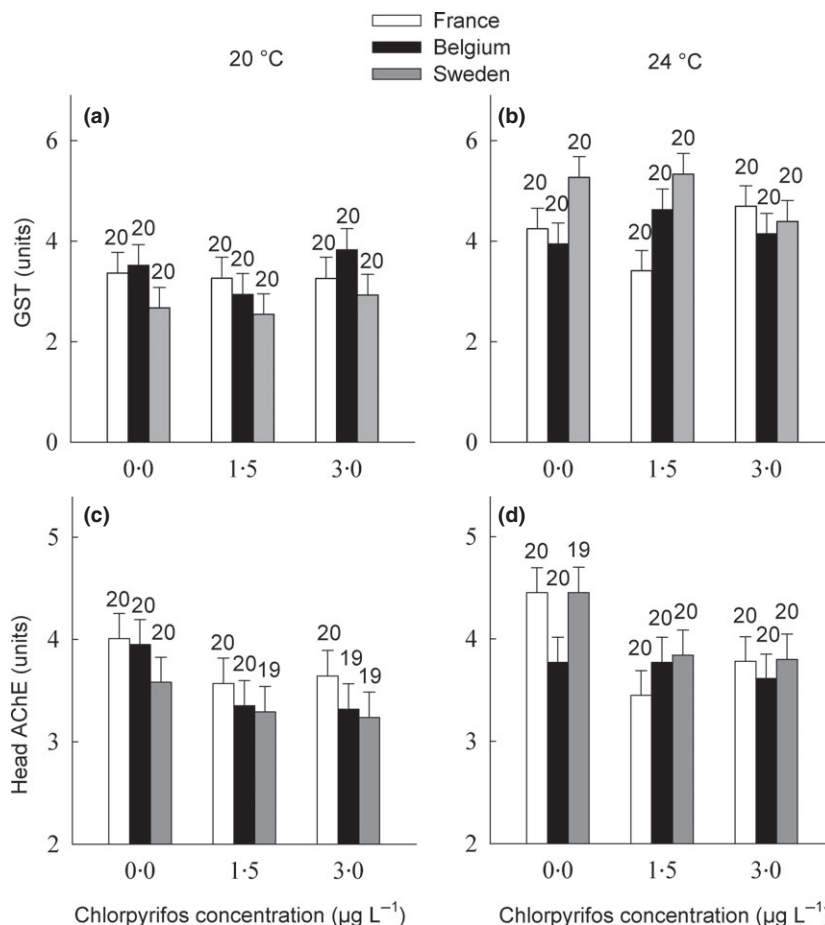 France
20 °C
Belgium
24 °C
Sweden
(a)
6
4
2
0
GST (units)
20 20 20
20 20 20
20 20 20
0·0 1·5 3·0
(b)
6
4
2
0
20 20 20
20 20 20
20 20 20
0·0 1·5 3·0
(c)
5
4
3
2
Head AChE (units)
20 20 20
20 20 19
20 19 19
0·0 1·5 3·0
Chlorpyrifos concentration (µg L⁻¹)
(d)
5
4
3
2
20 20 19
20 20 20
20 20 20
0·0 1·5 3·0
Chlorpyrifos concentration (µg L⁻¹)